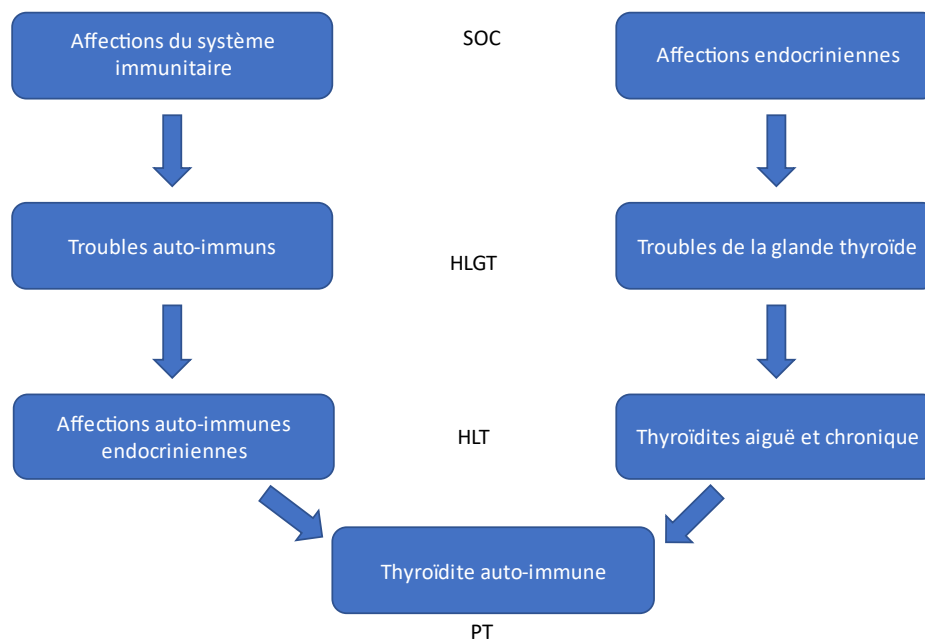 Affections du système
immunitaire
SOC
Affections endocriniennes
Troubles auto-immuns
HLGT
Troubles de la glande thyroïde
Affections auto-immunes
endocriniennes
HLT
Thyroïdites aiguë et chronique
Thyroïdite auto-immune
PT